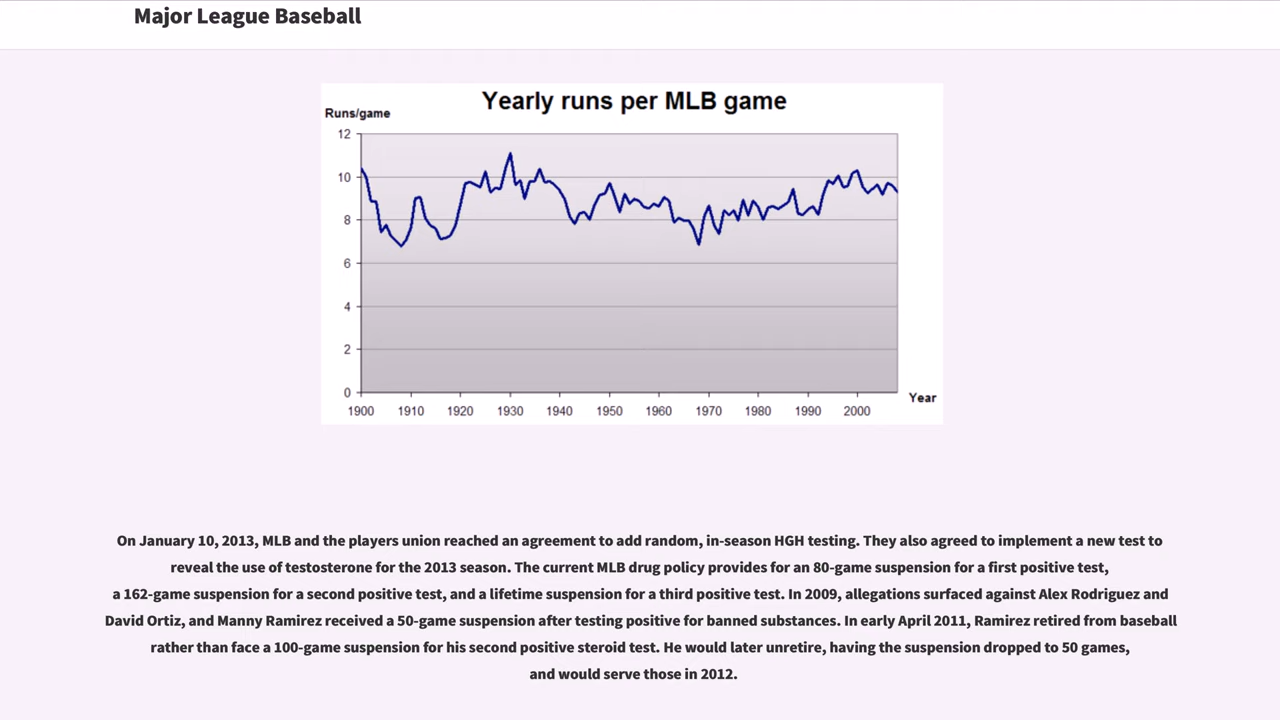 Major League Baseball
Yearly runs per MLB game
Runs/game
12
10
8
6
4
2
0
1900 1910 1920 1930 1940 1950 1960 1970 1980 1990 2000
Year
On January 10, 2013, MLB and the players union reached an agreement to add random, in-season HGH testing. They also agreed to implement a new test to
reveal the use of testosterone for the 2013 season. The current MLB drug policy provides for an 80-game suspension for a first positive test,
a 162-game suspension for a second positive test, and a lifetime suspension for a third positive test. In 2009, allegations surfaced against Alex Rodriguez and
David Ortiz, and Manny Ramirez received a 50-game suspension after testing positive for banned substances. In early April 2011, Ramirez retired from baseball
rather than face a 100-game suspension for his second positive steroid test. He would later unretire, having the suspension dropped to 50 games,
and would serve those in 2012.